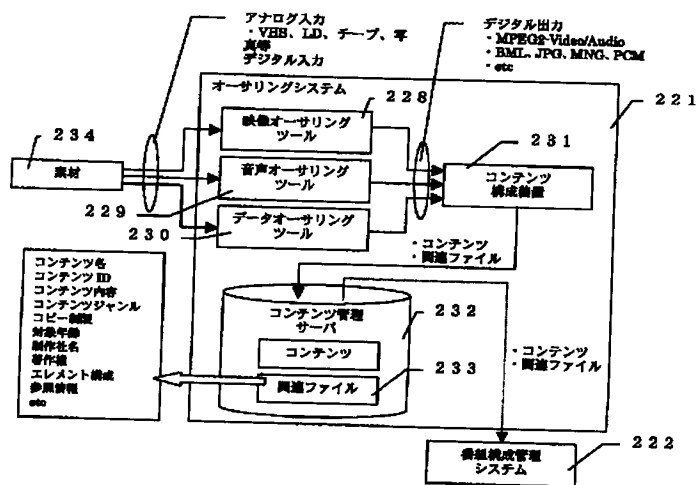 アナログ入力
・VHS、LD、テープ、写
真等
デジタル入力
デジタル出力
・MPEG2-Video/Audio
・BML、JPG、MNG、PCM
・etc
オーサリングシステム
２２８
２２１
映像オーサリング
ツール
２３４
素材
音声オーサリング
ツール
２２９
２３１
コンテンツ
構成装置
データオーサリング
ツール
２３０
・コンテンツ
・関連ファイル
コンテンツ名
コンテンツ ID
コンテンツ内容
コンテンツジャンル
コピー制限
対象年齢
制作社名
著作権
エレメント構成
参照情報
etc
コンテンツ管理
サーバ
２３２
コンテンツ
関連ファイル
２３３
・コンテンツ
・関連ファイル
番組構成管理
システム
２２２